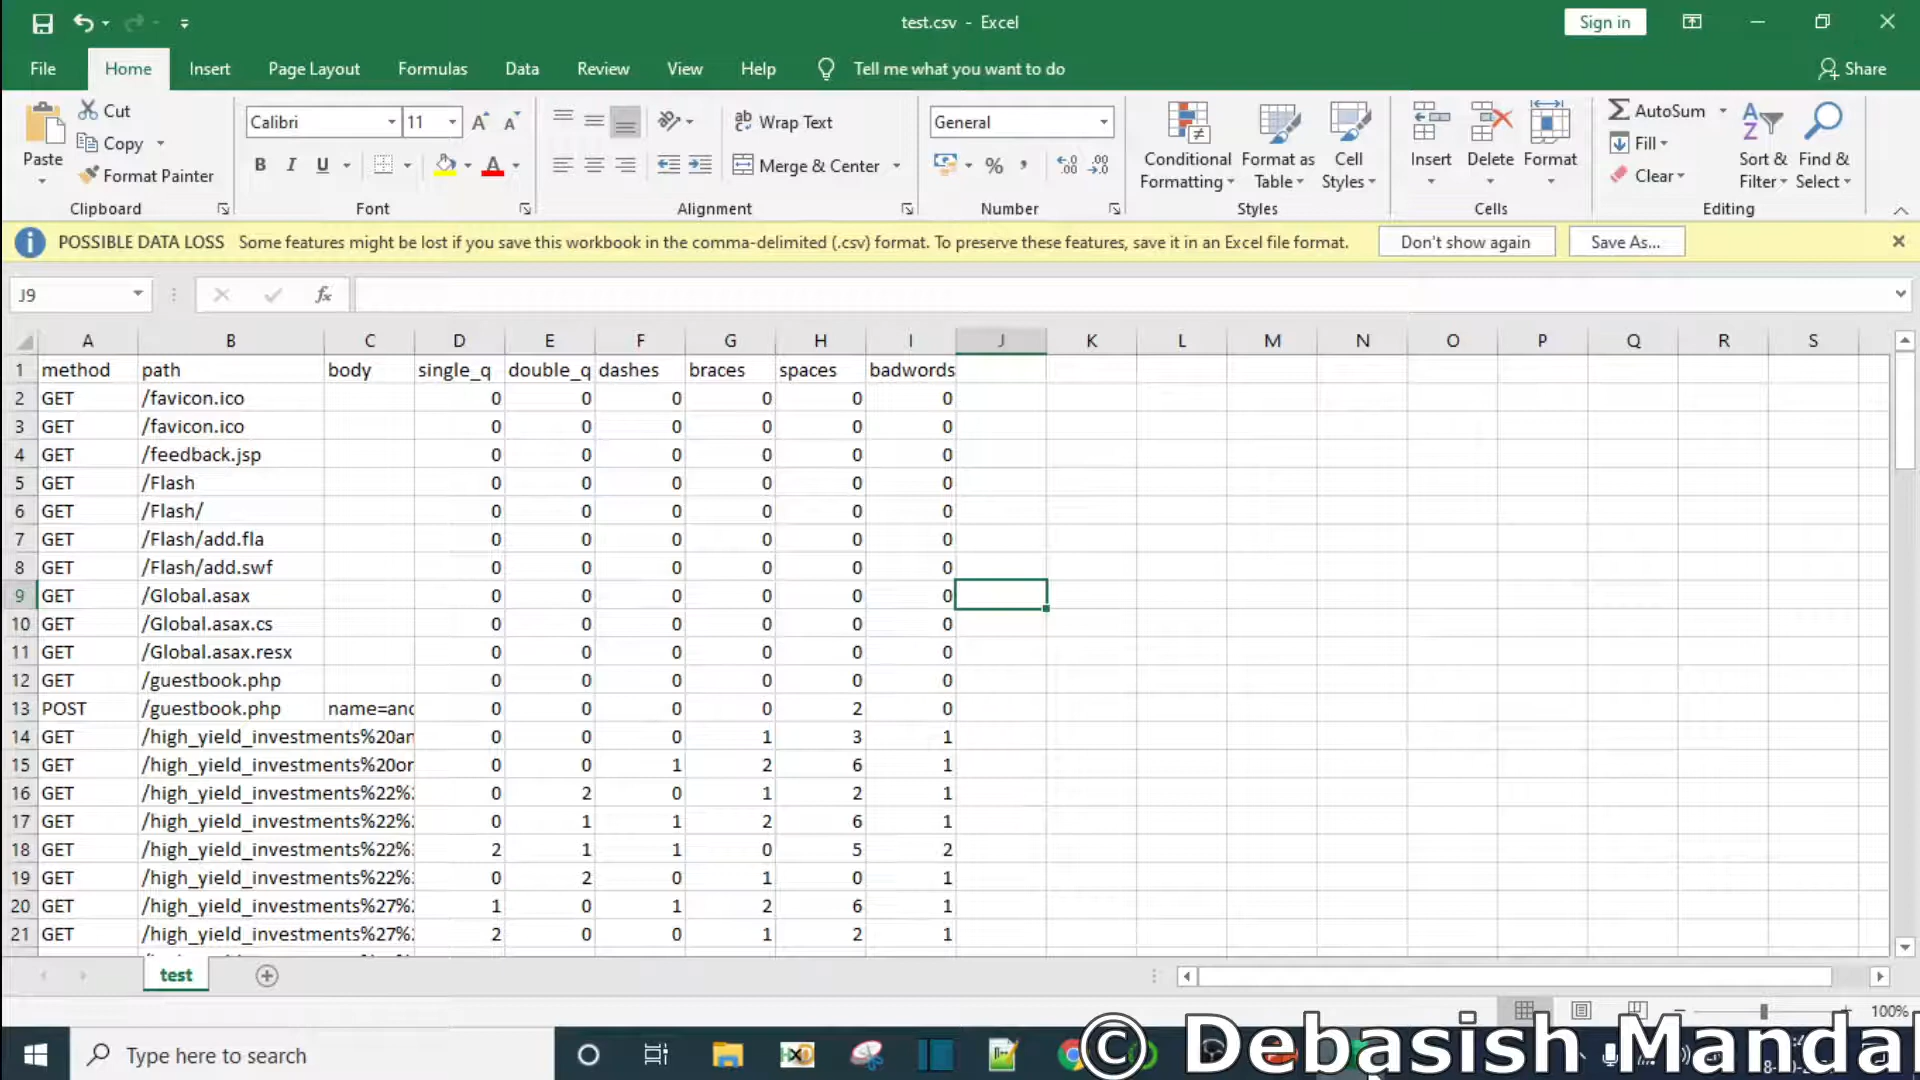 test.csv - Excel
Sign in
File Home Insert Page Layout Formulas Data Review View Help Tell me what you want to do Share
Paste
Cut
Copy
Format Painter
Clipboard
Calibri 11
B I U
Font
Wrap Text
Merge & Center
Alignment
General
Number
Conditional Formatting
Format as Table
Cell Styles
Styles
Insert Delete Format
Cells
AutoSum
Fill
Clear
Sort & Filter
Find & Select
Editing
POSSIBLE DATA LOSS Some features might be lost if you save this workbook in the comma-delimited (.csv) format. To preserve these features, save it in an Excel file format. Don't show again Save As...
J9 fx
A B C D E F G H I J K L M N O P Q R S
1 method path body single_q double_q dashes braces spaces badwords
2 GET /favicon.ico 0 0 0 0 0 0
3 GET /favicon.ico 0 0 0 0 0 0
4 GET /feedback.jsp 0 0 0 0 0 0
5 GET /Flash 0 0 0 0 0 0
6 GET /Flash/ 0 0 0 0 0 0
7 GET /Flash/add.fla 0 0 0 0 0 0
8 GET /Flash/add.swf 0 0 0 0 0 0
9 GET /Global.asax 0 0 0 0 0 0
10 GET /Global.asax.cs 0 0 0 0 0 0
11 GET /Global.asax.resx 0 0 0 0 0 0
12 GET /guestbook.php 0 0 0 0 0 0
13 POST /guestbook.php name=anc 0 0 0 0 2 0
14 GET /high_yield_investments%20an 0 0 0 1 3 1
15 GET /high_yield_investments%20or 0 0 1 2 6 1
16 GET /high_yield_investments%22%: 0 2 0 1 2 1
17 GET /high_yield_investments%22%: 0 1 1 2 6 1
18 GET /high_yield_investments%22%: 2 1 1 0 5 2
19 GET /high_yield_investments%22%: 0 2 0 1 0 1
20 GET /high_yield_investments%27%: 1 0 1 2 6 1
21 GET /high_yield_investments%27%: 2 0 0 1 2 1
test
100%
Type here to search
© Debasish Mandal